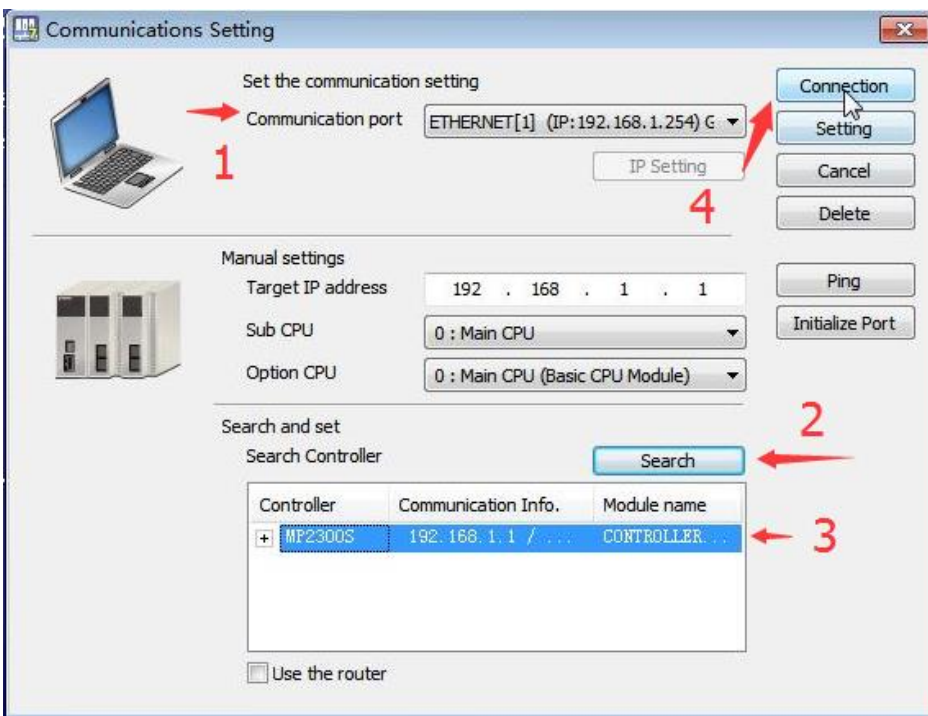 Communications Setting
Set the communication setting
Communication port
ETHERNET[1] (IP:192.168.1.254) G
IP Setting
Connection
Setting
Cancel
Delete
1
4
Manual settings
Target IP address
192 . 168 . 1 . 1
Sub CPU
0 : Main CPU
Option CPU
0 : Main CPU (Basic CPU Module)
Ping
Initialize Port
Search and set
Search Controller
Search
2
Controller Communication Info. Module name
MP2300S 192.168.1.1 / ... CONTROLLER...
3
Use the router